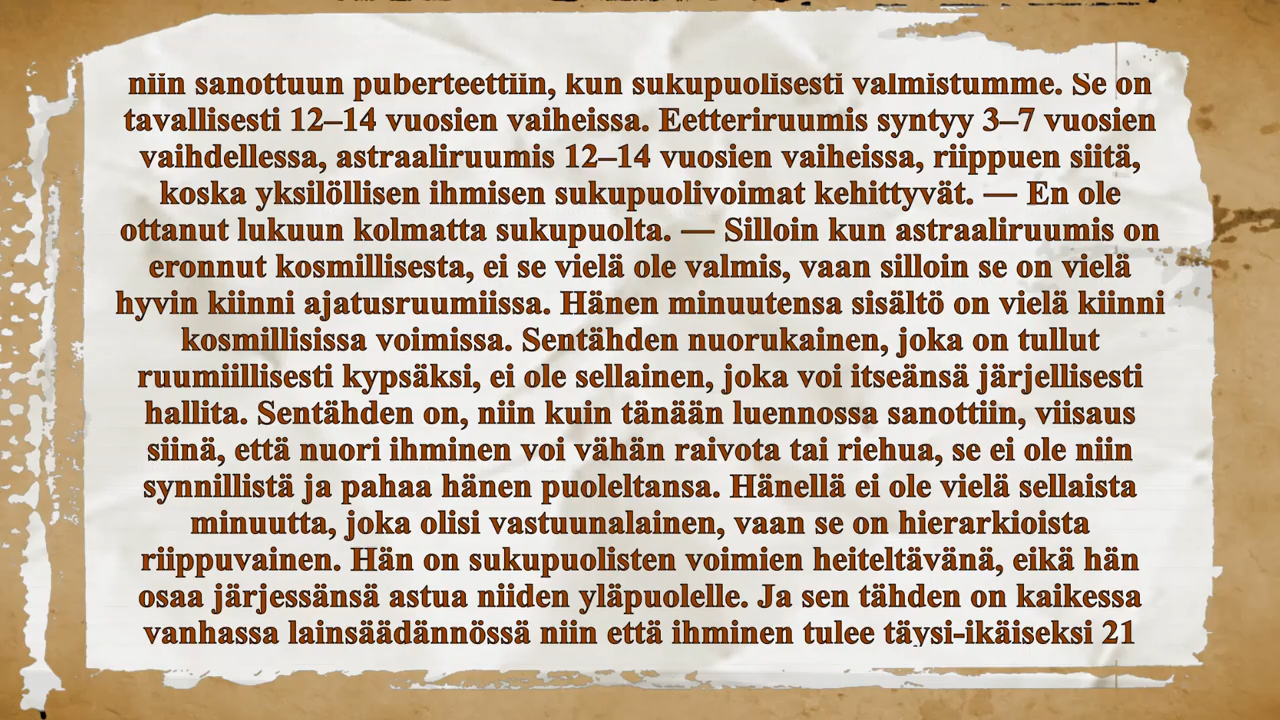 niin sanottuun puberteettiin, kun sukupuolisesti valmistumme. Se on
tavallisesti 12–14 vuosien vaiheissa. Eetteriruumis syntyy 3–7 vuosien
vaihdellessa, astraaliruumis 12–14 vuosien vaiheissa, riippuen siitä,
koska yksilöllisen ihmisen sukupuolivoimat kehittyvät. — En ole
ottanut lukuun kolmatta sukupuolta. — Silloin kun astraaliruumis on
eronnut kosmillisesta, ei se vielä ole valmis, vaan silloin se on vielä
hyvin kiinni ajatusruumiissa. Hänen minuutensa sisältö on vielä kiinni
kosmillisissa voimissa. Sentähden nuorukainen, joka on tullut
ruumiillisesti kypsäksi, ei ole sellainen, joka voi itseänsä järjellisesti
hallita. Sentähden on, niin kuin tänään luennossa sanottiin, viisaus
siinä, että nuori ihminen voi vähän raivota tai riehua, se ei ole niin
synnillistä ja pahaa hänen puoleltansa. Hänellä ei ole vielä sellaista
minuutta, joka olisi vastuunalainen, vaan se on hierarkioista
riippuvainen. Hän on sukupuolisten voimien heiteltävänä, eikä hän
osaa järjessänsä astua niiden yläpuolelle. Ja sen tähden on kaikessa
vanhassa lainsäädännössä niin että ihminen tulee täysi-ikäiseksi 21